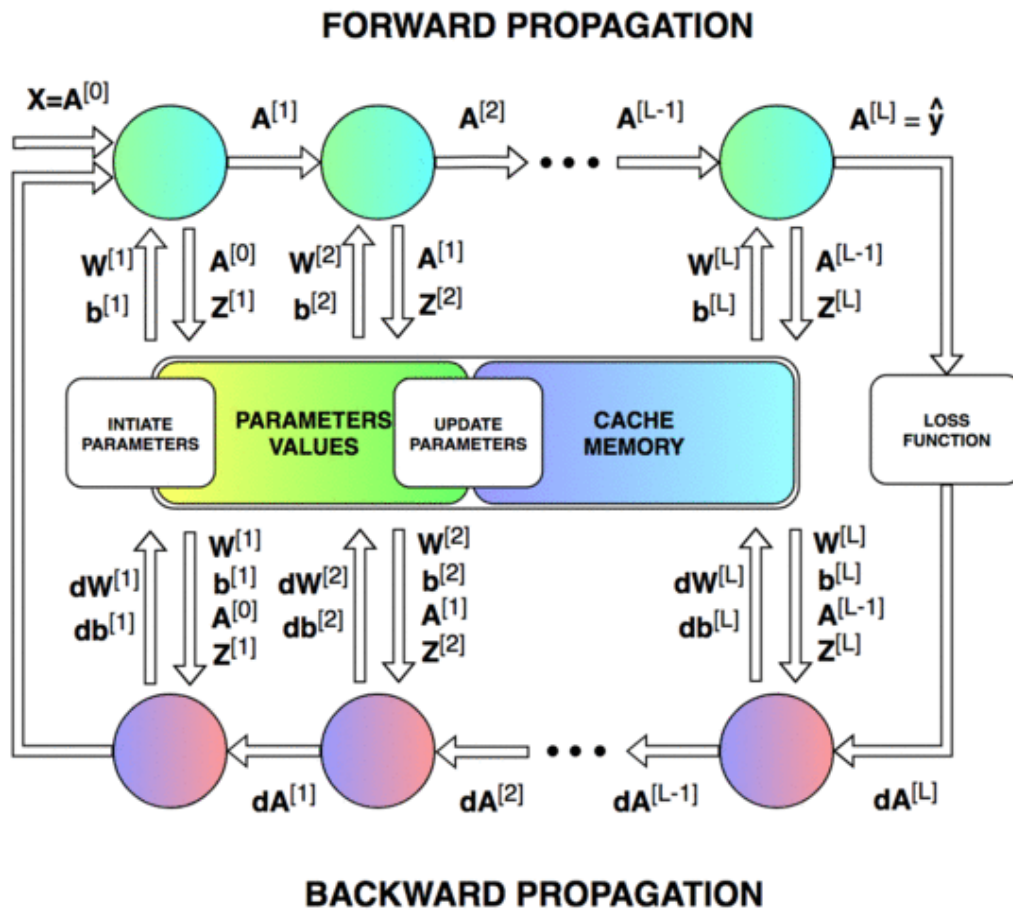 FORWARD PROPAGATION
X=A[0]
A[1]
A[2]
A[L-1]
A[L] = ŷ
W[1]
b[1]
A[0]
Z[1]
W[2]
b[2]
A[1]
Z[2]
W[L]
b[L]
A[L-1]
Z[L]
INTIATE
PARAMETERS
PARAMETERS
VALUES
UPDATE
PARAMETERS
CACHE
MEMORY
LOSS
FUNCTION
dW[1]
db[1]
W[1]
b[1]
A[0]
Z[1]
dW[2]
db[2]
W[2]
b[2]
A[1]
Z[2]
dW[L]
db[L]
W[L]
b[L]
A[L-1]
Z[L]
dA[1]
dA[2]
dA[L-1]
dA[L]
BACKWARD PROPAGATION